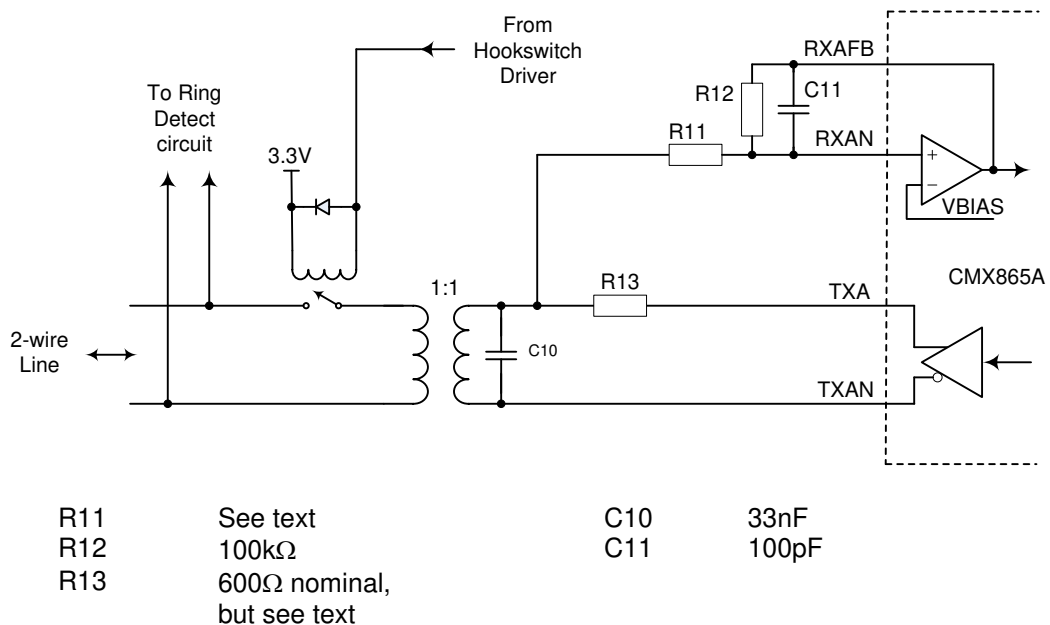 From
Hookswitch
Driver
To Ring
Detect
circuit
3.3V
RXAFB
R12
C11
R11
RXAN
+
−
VBIAS
CMX865A
1:1
R13
TXA
2-wire
Line
C10
TXAN
R11 See text C10 33nF
R12 100kΩ C11 100pF
R13 600Ω nominal,
but see text